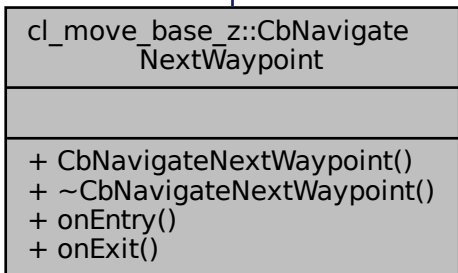 cl_move_base_z::CbNavigate
NextWaypoint
+ CbNavigateNextWaypoint()
+ ~CbNavigateNextWaypoint()
+ onEntry()
+ onExit()